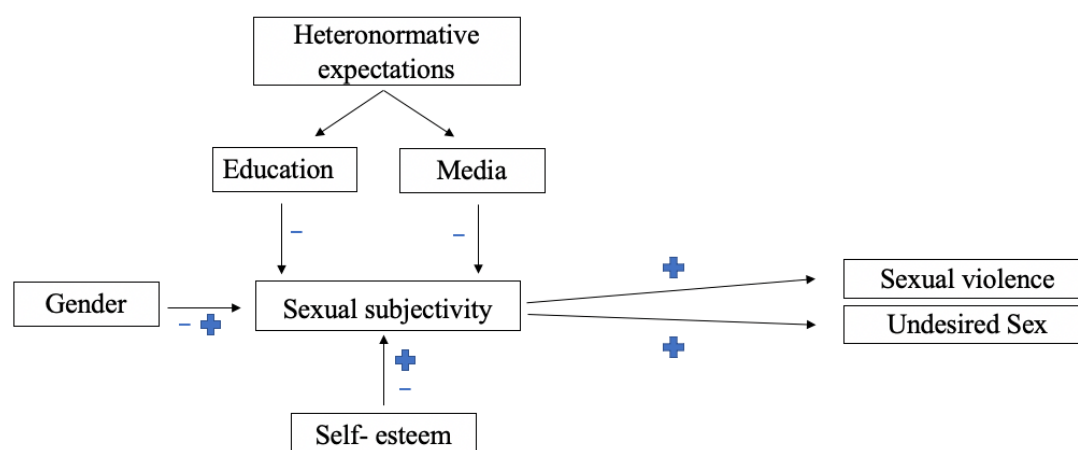 Heteronormative
expectations
Education
Media
–
–
Gender
– +
Sexual subjectivity
+
Sexual violence
Undesired Sex
+
+
–
Self- esteem